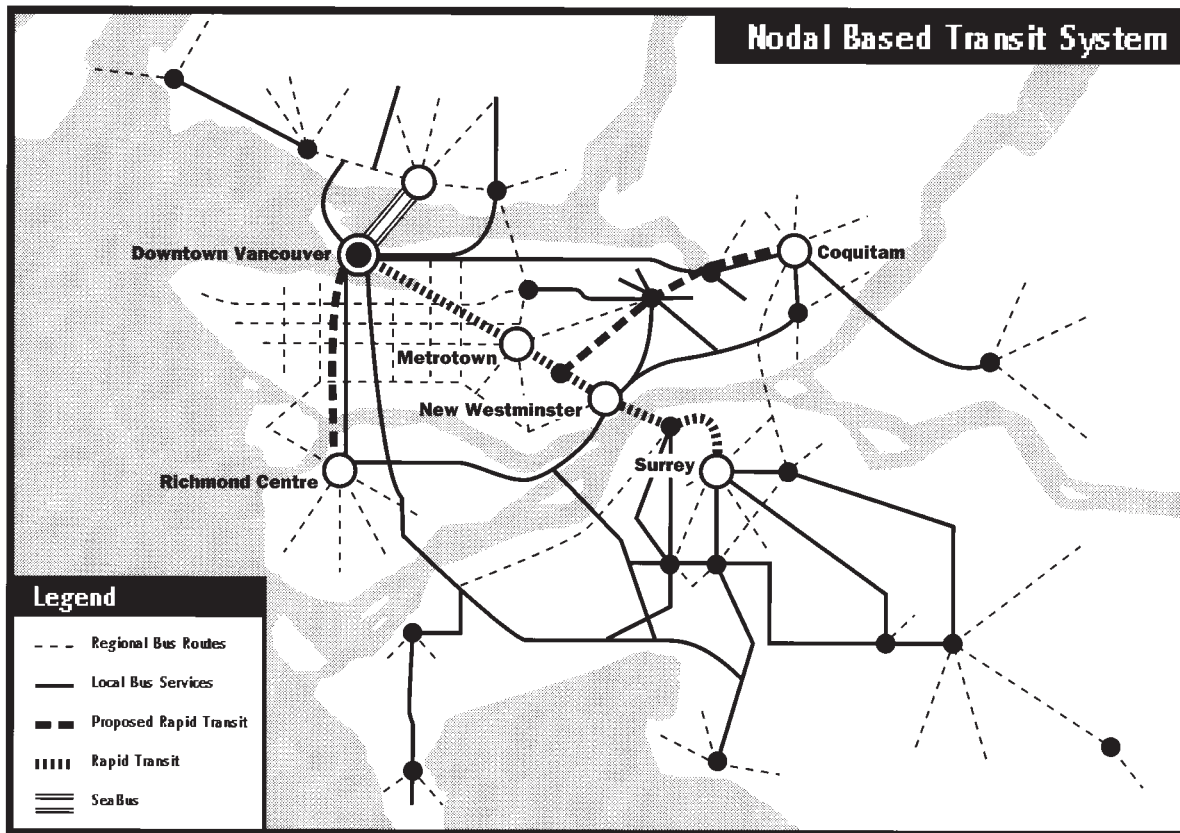 Nodal Based Transit System
Downtown Vancouver
Coquitam
Metrotown
New Westminster
Surrey
Richmond Centre
Legend
Regional Bus Routes
Local Bus Services
Proposed Rapid Transit
Rapid Transit
SeaBus